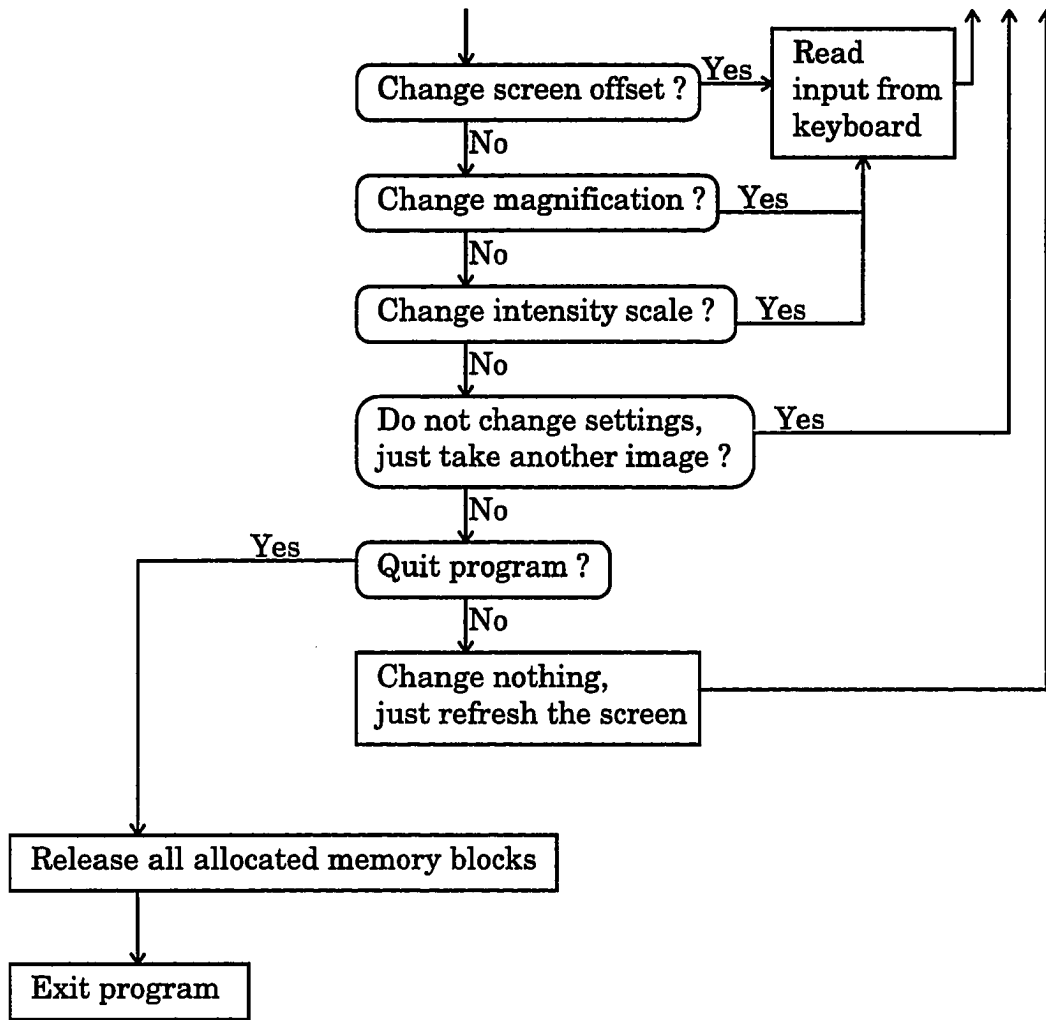 Change screen offset ?
Yes
Read
input from
keyboard
No
Change magnification ?
Yes
No
Change intensity scale ?
Yes
No
Do not change settings,
just take another image ?
Yes
No
Yes
Quit program ?
No
Change nothing,
just refresh the screen
Release all allocated memory blocks
Exit program